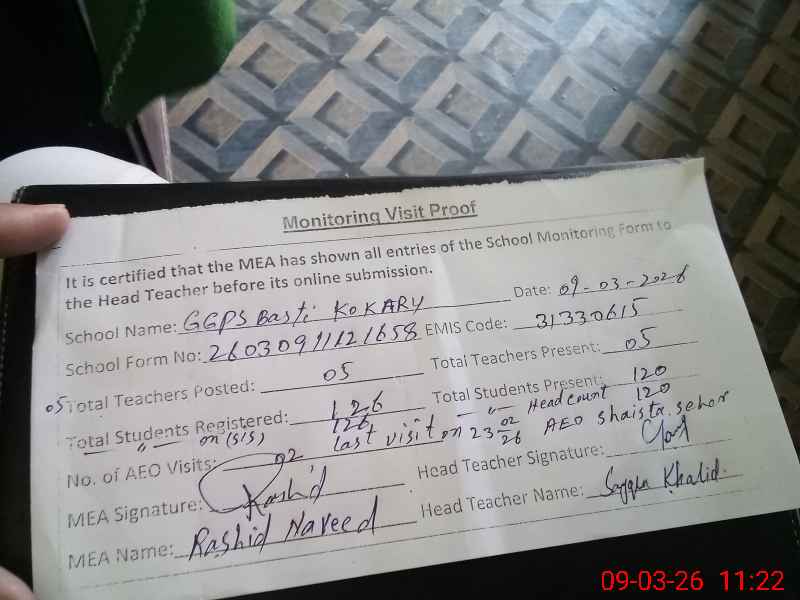 Monitoring Visit Proof
It is certified that the MEA has shown all entries of the School Monitoring Form to
the Head Teacher before its online submission.
School Name: GGPS Basti KOKARY Date: 09-03-2026
School Form No: 26030911121658 EMIS Code: 31330615
05 Total Teachers Posted: 05 Total Teachers Present: 05
Total Students Registered: 126 Total Students Present: 120
— " — on (SIS) 126 — " — Head count 120
No. of AEO Visits: 02 last visit on 23 02/26 AEO Shaista
MEA Signature: Rashid Head Teacher Signature:
MEA Name: Rashid Naveed Head Teacher Name: Khalid
09-03-26 11:22